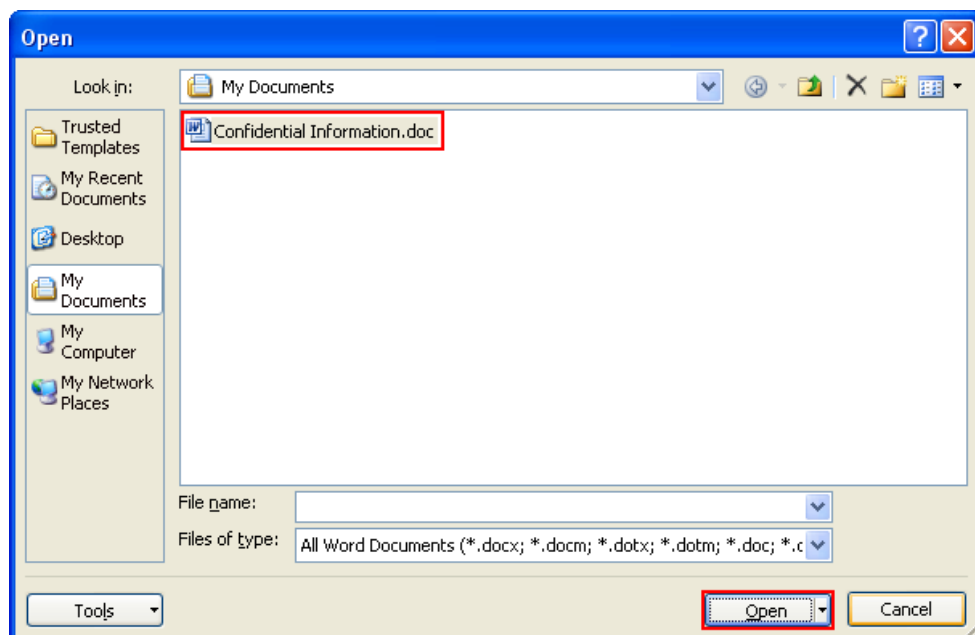 Open
Look in:
My Documents
Trusted
Templates
My Recent
Documents
Desktop
My
Documents
My
Computer
My Network
Places
Confidential Information.doc
File name:
Files of type:
All Word Documents (*.docx; *.docm; *.dotx; *.dotm; *.doc; *.
Tools
Open
Cancel